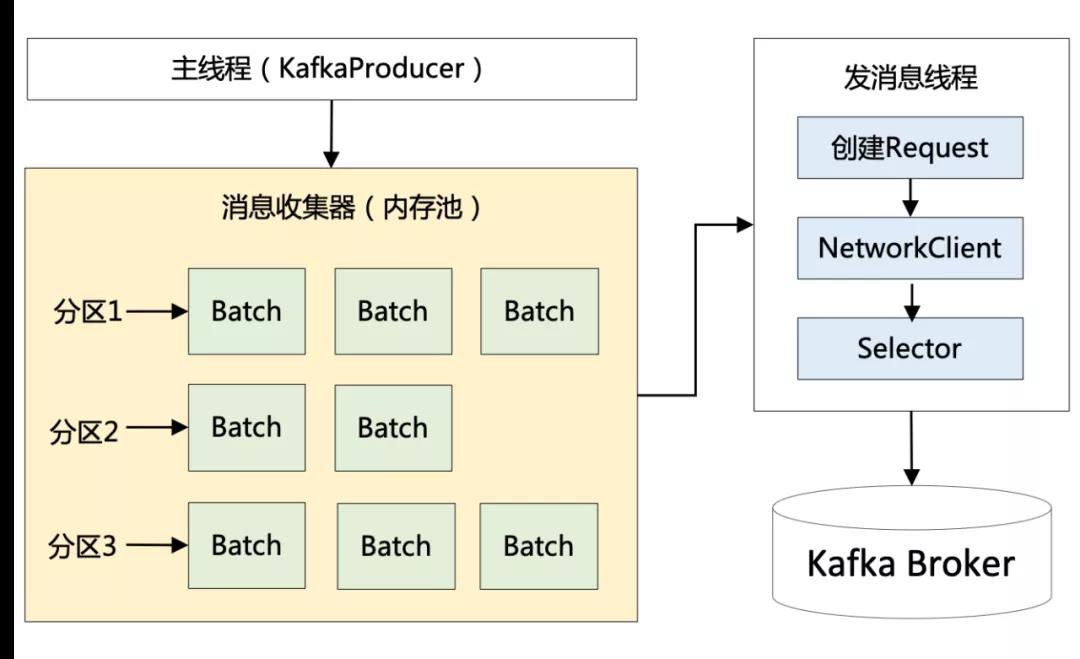 主线程（KafkaProducer）
消息收集器（内存池）
分区1
Batch
Batch
Batch
分区2
Batch
Batch
分区3
Batch
Batch
Batch
发消息线程
创建Request
NetworkClient
Selector
Kafka Broker